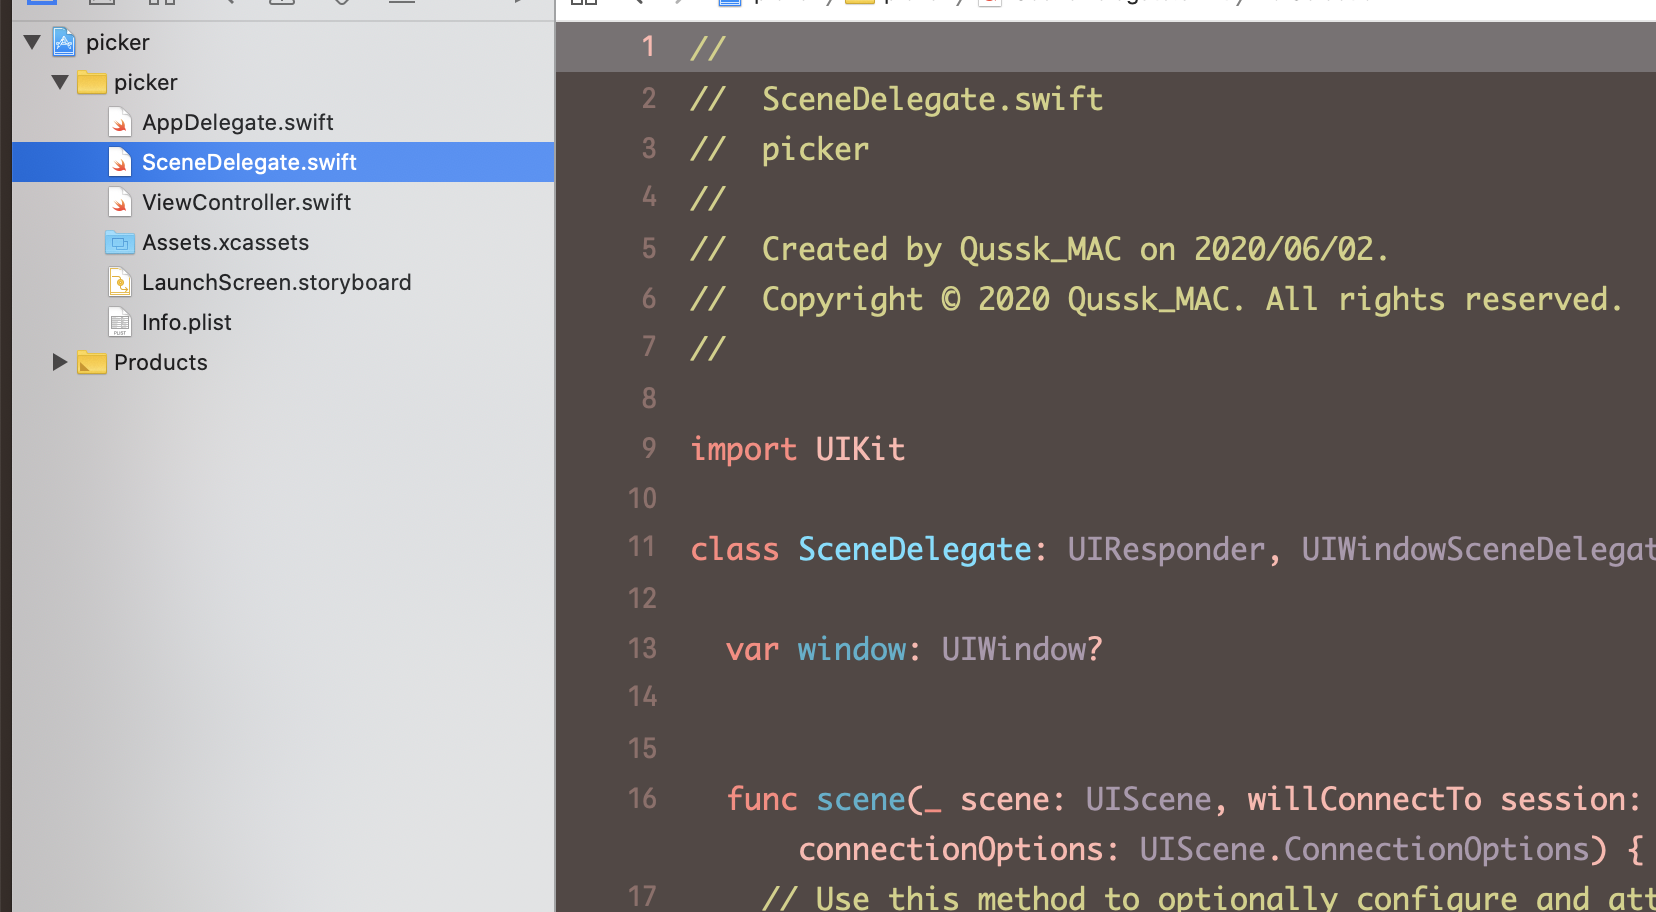 picker
picker
AppDelegate.swift
SceneDelegate.swift
ViewController.swift
Assets.xcassets
LaunchScreen.storyboard
Info.plist
Products
1 //
2 //  SceneDelegate.swift
3 //  picker
4 //
5 //  Created by Qussk_MAC on 2020/06/02.
6 //  Copyright © 2020 Qussk_MAC. All rights reserved.
7 //
8
9 import UIKit
10
11 class SceneDelegate: UIResponder, UIWindowSceneDelegat
12
13 var window: UIWindow?
14
15
16 func scene(_ scene: UIScene, willConnectTo session:
connectionOptions: UIScene.ConnectionOptions) {
17 // Use this method to optionally configure and att